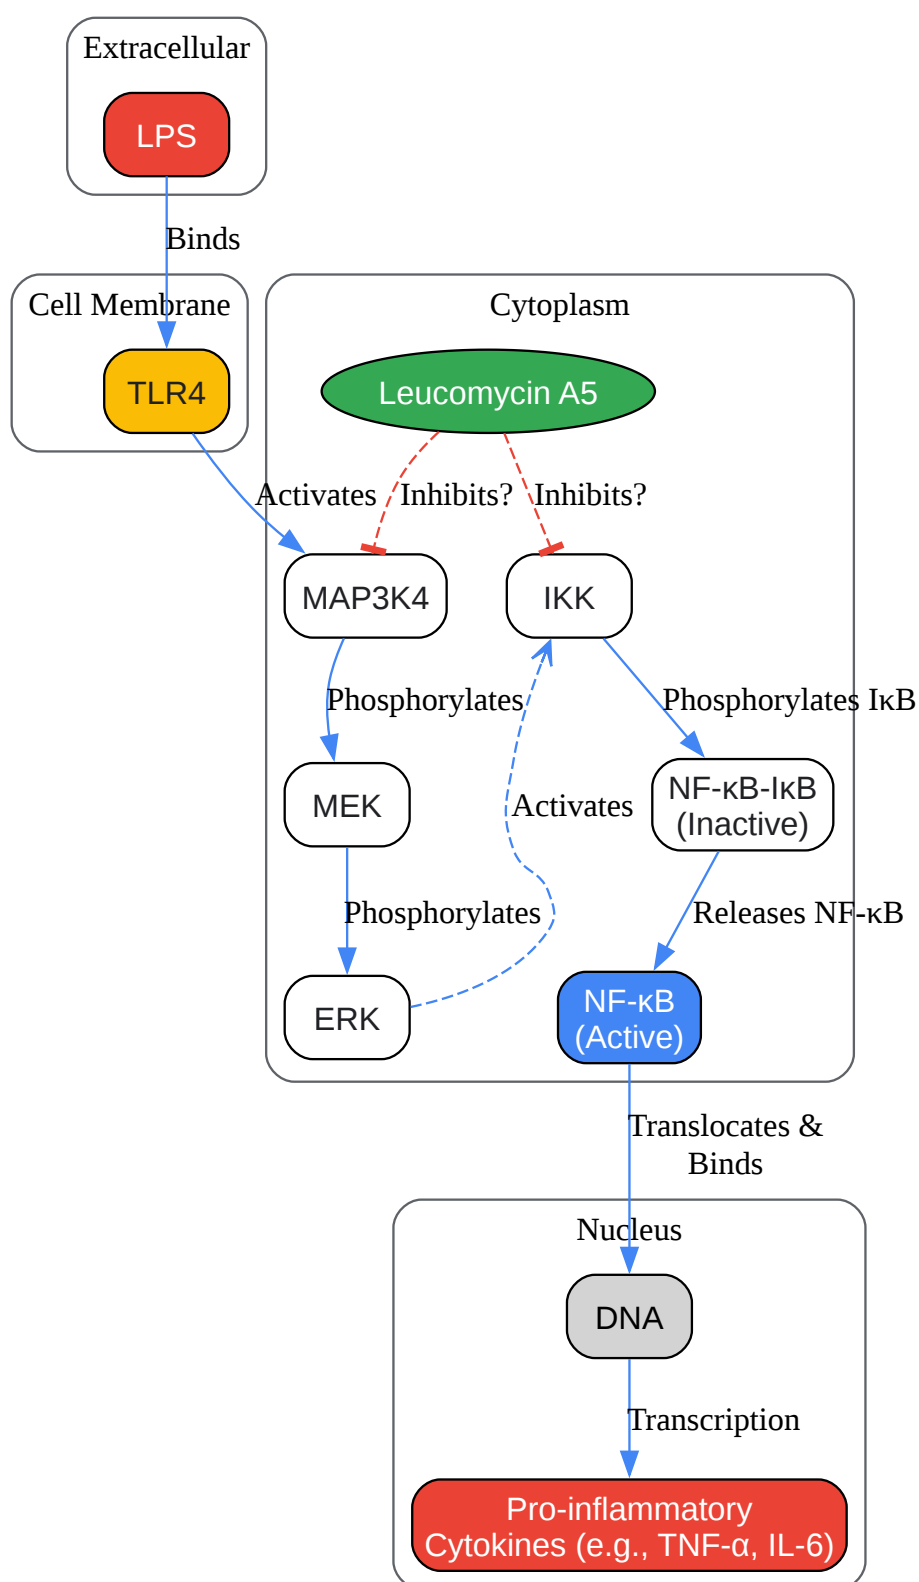 Extracellular
LPS
Binds
Cell Membrane
TLR4
Cytoplasm
Leucomycin A5
Activates
Inhibits?
Inhibits?
MAP3K4
IKK
Phosphorylates
Phosphorylates IκB
MEK
Activates
NF-κB-IκB
(Inactive)
Phosphorylates
Releases NF-κB
ERK
NF-κB
(Active)
Translocates &
Binds
Nucleus
DNA
Transcription
Pro-inflammatory
Cytokines (e.g., TNF-α, IL-6)